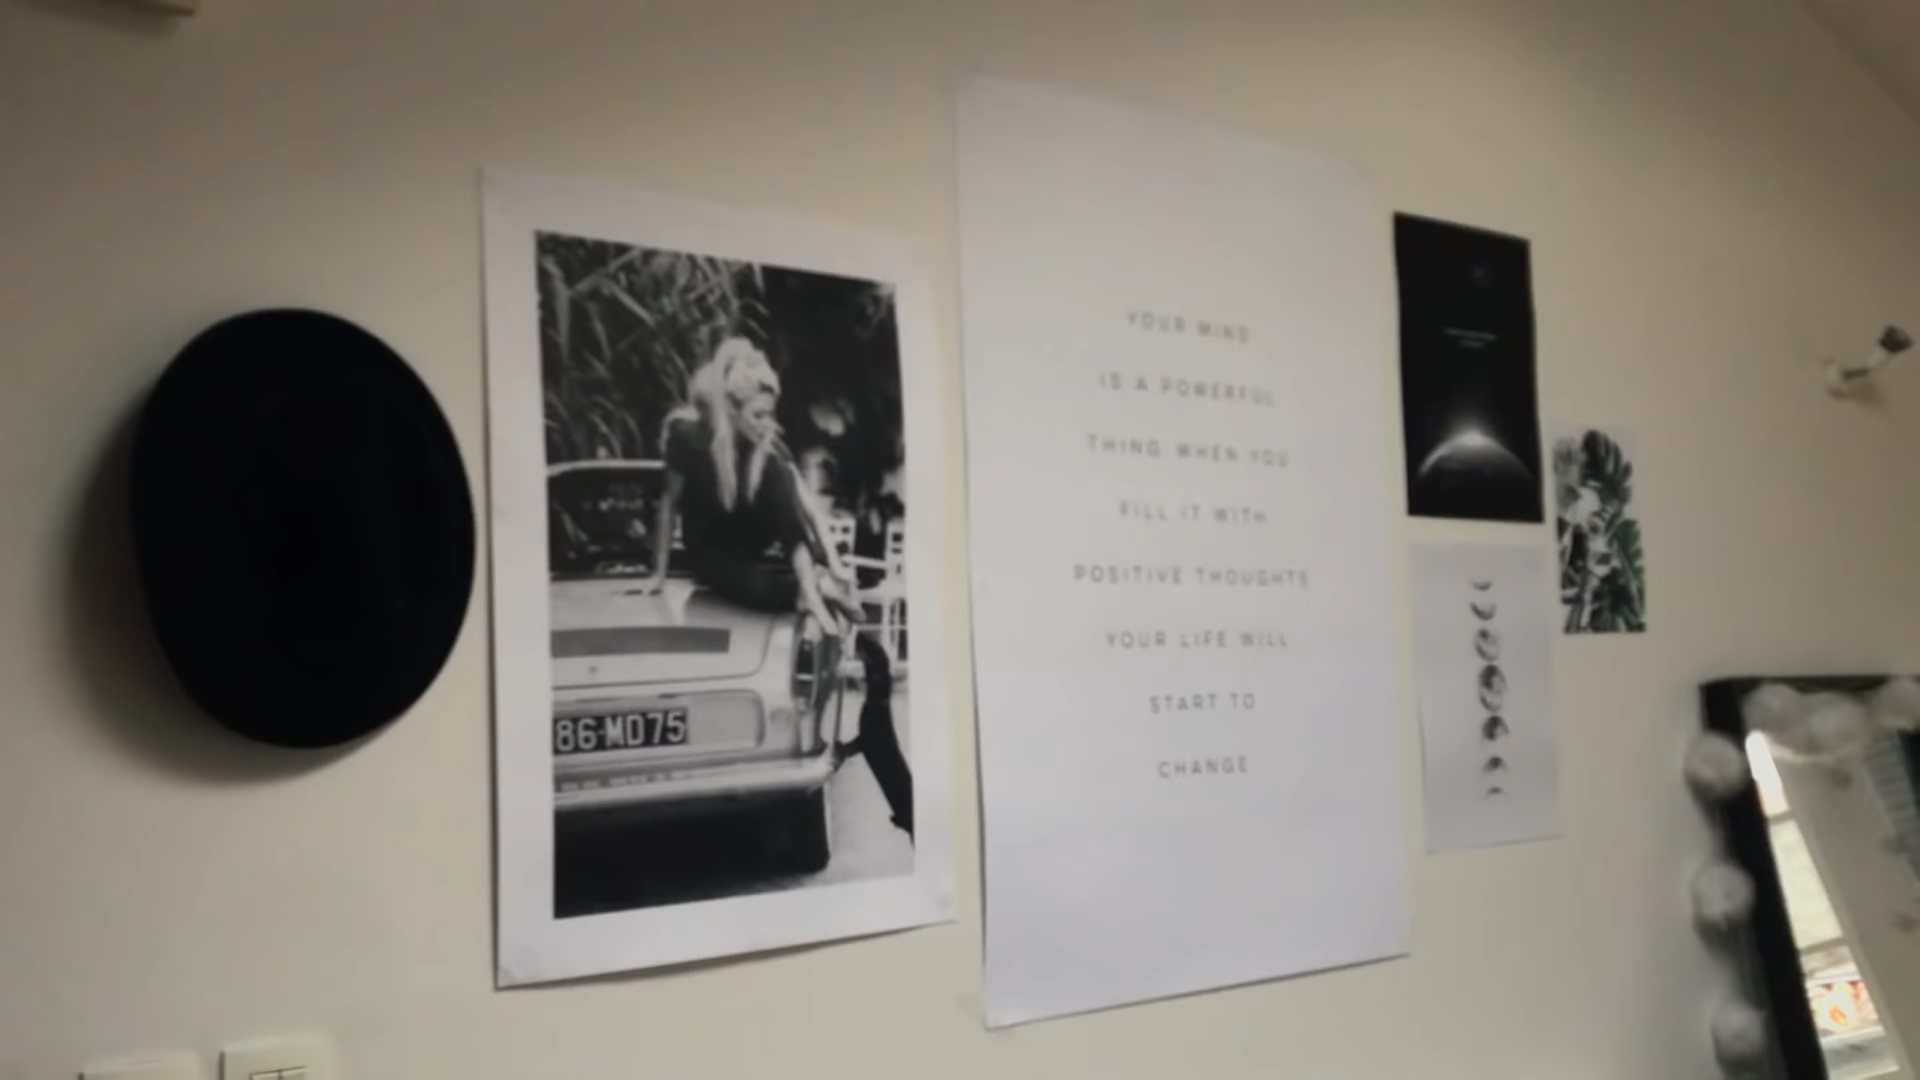 86-MD75
YOUR MIND
IS A POWERFUL
THING. WHEN YOU
FILL IT WITH
POSITIVE THOUGHTS
YOUR LIFE WILL
START TO
CHANGE